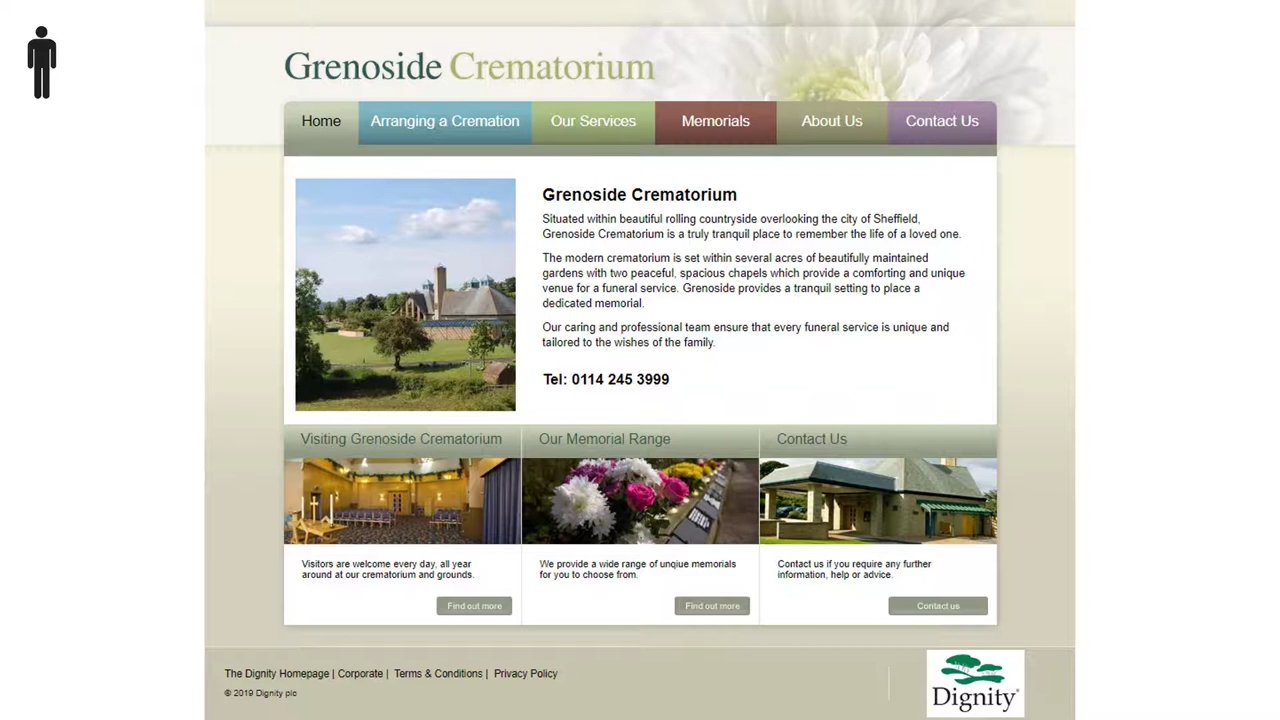 Grenoside Crematorium
Home Arranging a Cremation Our Services Memorials About Us Contact Us
Grenoside Crematorium
Situated within beautiful rolling countryside overlooking the city of Sheffield,
Grenoside Crematorium is a truly tranquil place to remember the life of a loved one.
The modern crematorium is set within several acres of beautifully maintained
gardens with two peaceful, spacious chapels which provide a comforting and unique
venue for a funeral service. Grenoside provides a tranquil setting to place a
dedicated memorial.
Our caring and professional team ensure that every funeral service is unique and
tailored to the wishes of the family.
Tel: 0114 245 3999
Visiting Grenoside Crematorium
Visitors are welcome every day, all year
around at our crematorium and grounds.
Find out more
Our Memorial Range
We provide a wide range of unqiue memorials
for you to choose from.
Find out more
Contact Us
Contact us if you require any further
information, help or advice.
Contact us
The Dignity Homepage | Corporate | Terms & Conditions | Privacy Policy
© 2019 Dignity plc
Dignity